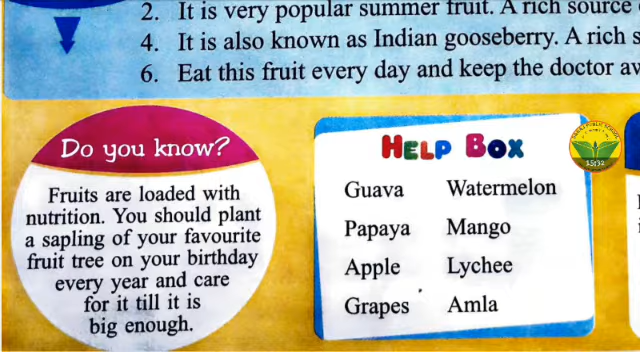 2. It is very popular summer fruit. A rich source
4. It is also known as Indian gooseberry. A rich s
6. Eat this fruit every day and keep the doctor aw
Do you know?
Fruits are loaded with
nutrition. You should plant
a sapling of your favourite
fruit tree on your birthday
every year and care
for it till it is
big enough.
HELP BOX
Guava Watermelon
Papaya Mango
Apple Lychee
Grapes Amla
15:32